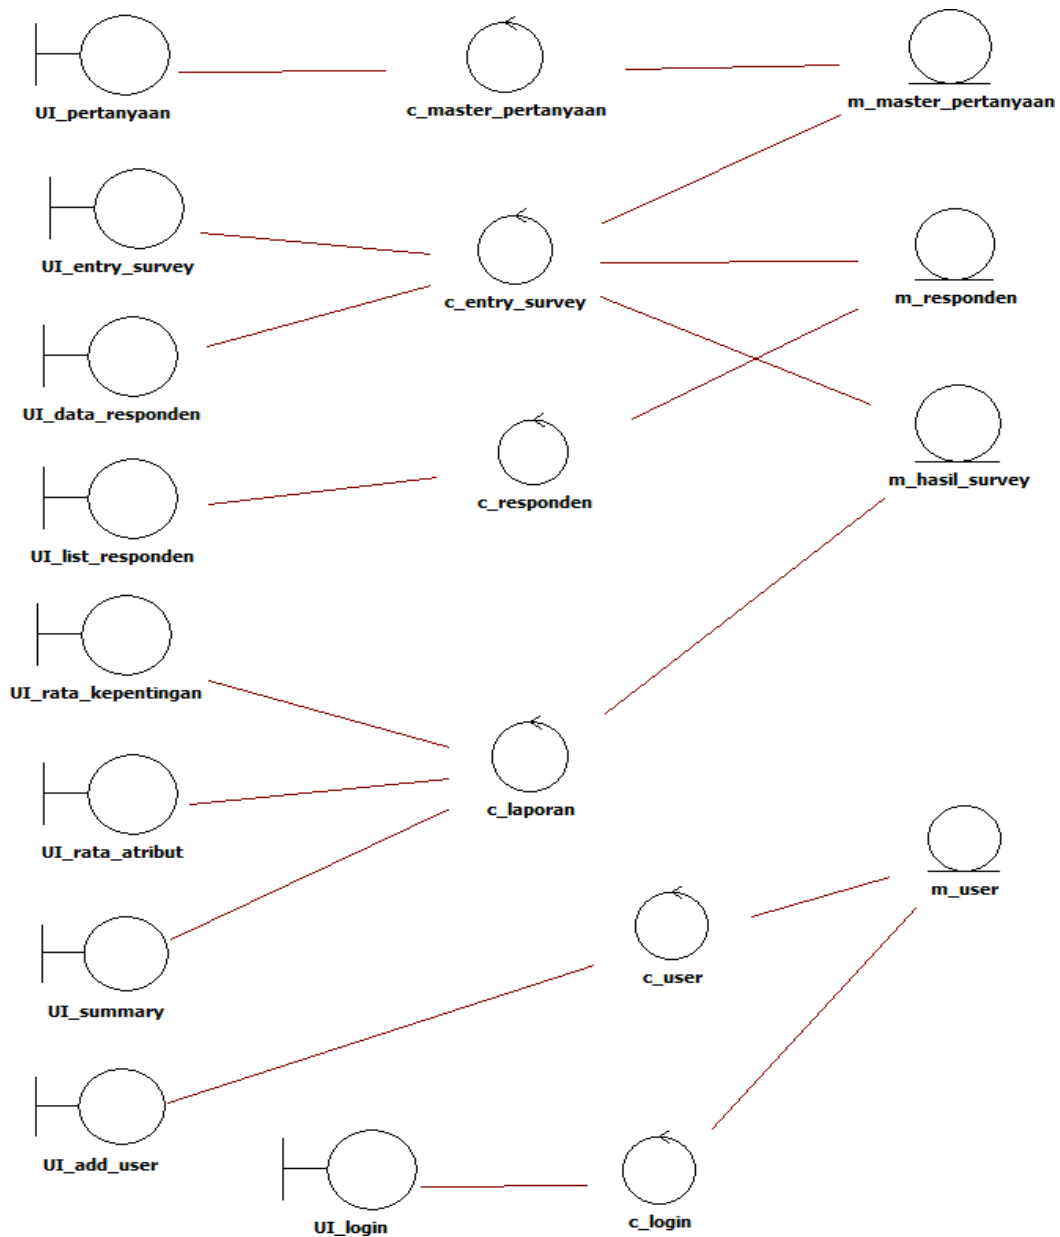 UI_pertanyaan
c_master_pertanyaan
m_master_pertanyaan
UI_entry_survey
c_entry_survey
m_responden
UI_data_responden
c_responden
m_hasil_survey
UI_list_responden
UI_rata_kepentingan
c_laporan
UI_rata_atribut
m_user
c_user
UI_summary
UI_add_user
UI_login
c_login